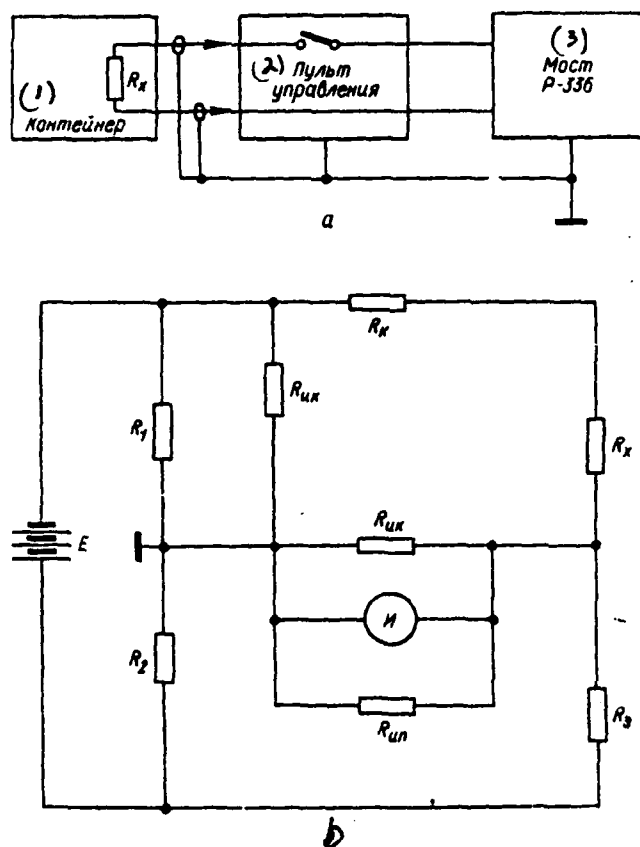 (1)
Rx
Контейнер
(2) Пульт
управления
(3)
Мост
Р-336
a
Rк
Rик
R1
Rx
E
Rик
И
R2
Rип
Rэ
b